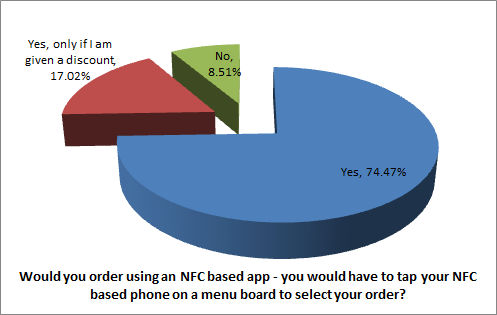 Yes, only if I am
given a discount,
17.02%
No,
8.51%
Yes, 74.47%
Would you order using an NFC based app - you would have to tap your NFC
based phone on a menu board to select your order?